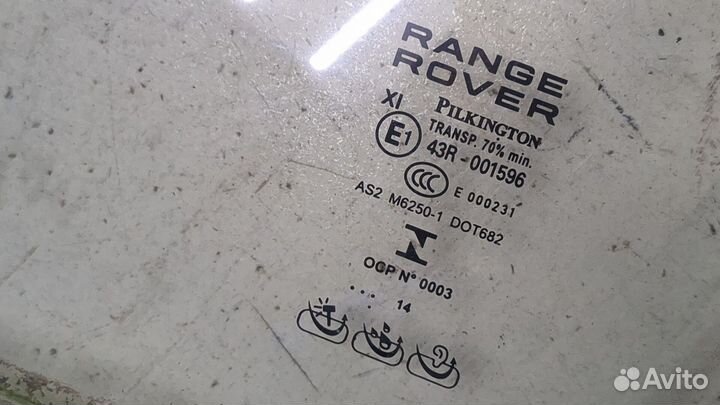 RANGE
ROVER
PILKINGTON
XI
TRANSP. 70% min.
E1
43R - 001596
CCC
E 000231
AS2 M6250-1 DOT682
OCP N° 0003
... 14
Avito